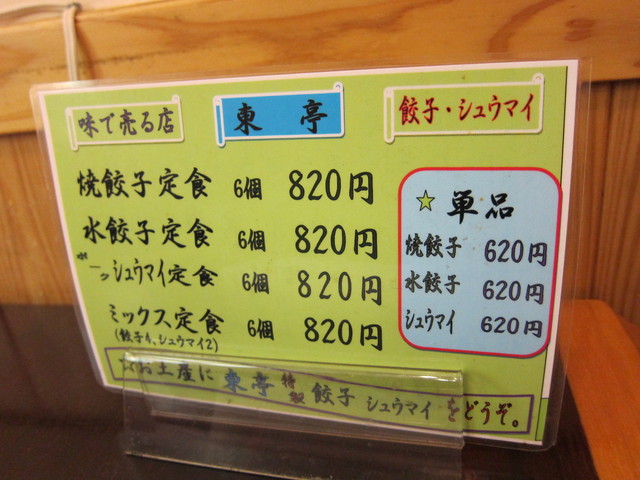 味で売る店
東亭
餃子・シュウマイ
焼餃子定食 6個 820円
水餃子定食 6個 820円
シュウマイ定食 6個 820円
ミックス定食 6個 820円
(餃子4、シュウマイ2)
☆単品
焼餃子 620円
水餃子 620円
シュウマイ 620円
お土産に東亭特製餃子シュウマイをどうぞ。